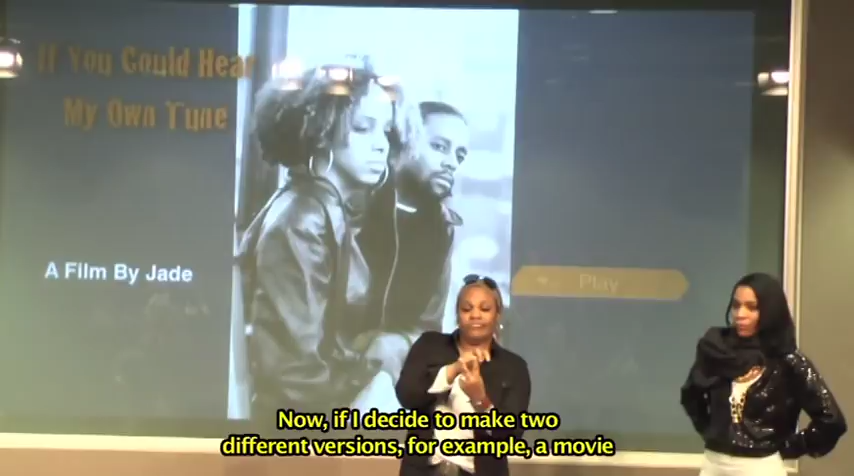 If You Could Hear
My Own Tune
A Film By Jade
Play
Now, if I decide to make two
different versions, for example, a movie